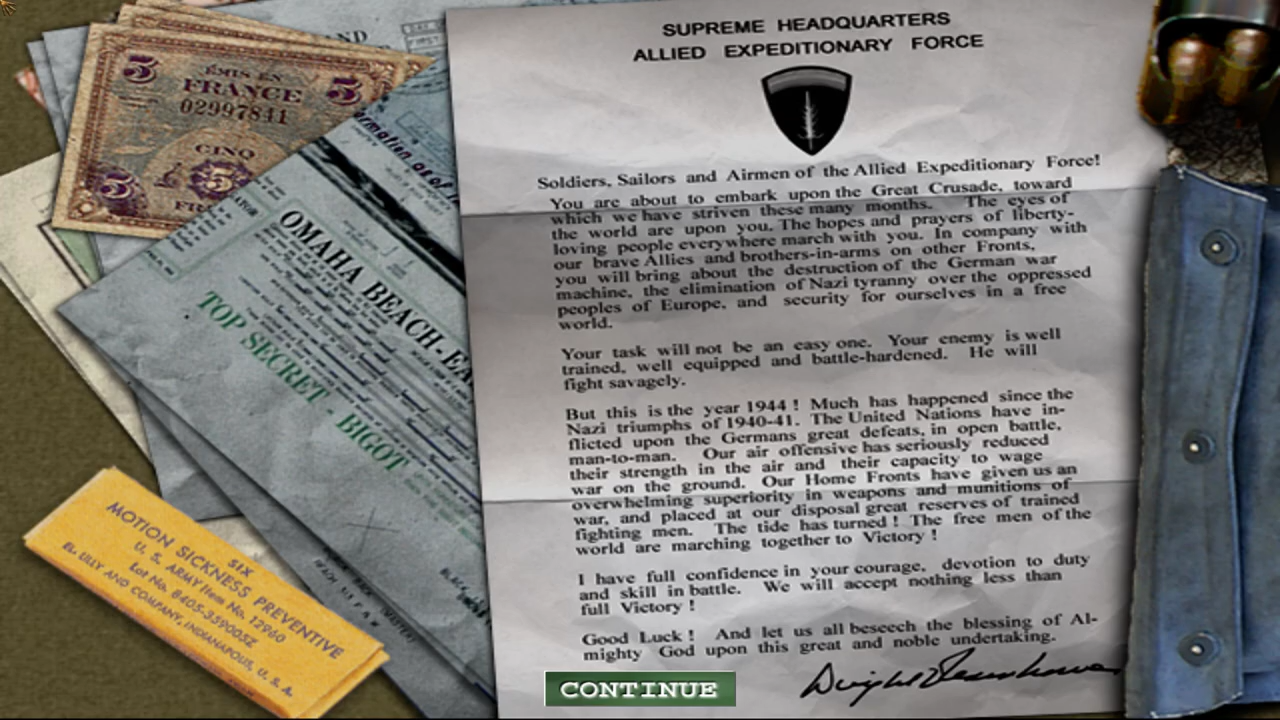 SUPREME HEADQUARTERS
ALLIED EXPEDITIONARY FORCE
Soldiers, Sailors and Airmen of the Allied Expeditionary Force!
You are about to embark upon the Great Crusade, toward
which we have striven these many months. The eyes of
the world are upon you. The hopes and prayers of liberty-
loving people everywhere march with you. In company with
our brave Allies and brothers-in-arms on other Fronts,
you will bring about the destruction of the German war
machine, the elimination of Nazi tyranny over the oppressed
peoples of Europe, and security for ourselves in a free
world.
Your task will not be an easy one. Your enemy is well
trained, well equipped and battle-hardened. He will
fight savagely.
But this is the year 1944 ! Much has happened since the
Nazi triumphs of 1940-41. The United Nations have in-
flicted upon the Germans great defeats, in open battle,
man-to-man. Our air offensive has seriously reduced
their strength in the air and their capacity to wage
war on the ground. Our Home Fronts have given us an
overwhelming superiority in weapons and munitions of
war, and placed at our disposal great reserves of trained
fighting men. The tide has turned ! The free men of the
world are marching together to Victory !
I have full confidence in your courage, devotion to duty
and skill in battle. We will accept nothing less than
full Victory !
Good Luck ! And let us all beseech the blessing of Al-
mighty God upon this great and noble undertaking.
Dwight D Eisenhower
CONTINUE
5 5
ÉMIS EN
FRANCE
02997841
CINQ
5 5
OMAHA BEACH-E
TOP SECRET - BIGOT
SIX
MOTION SICKNESS PREVENTIVE
U. S. ARMY Item No. 12960
Lot No. 8405-359005Z
EL LILLY AND COMPANY, INDIANAPOLIS, U. S. A.